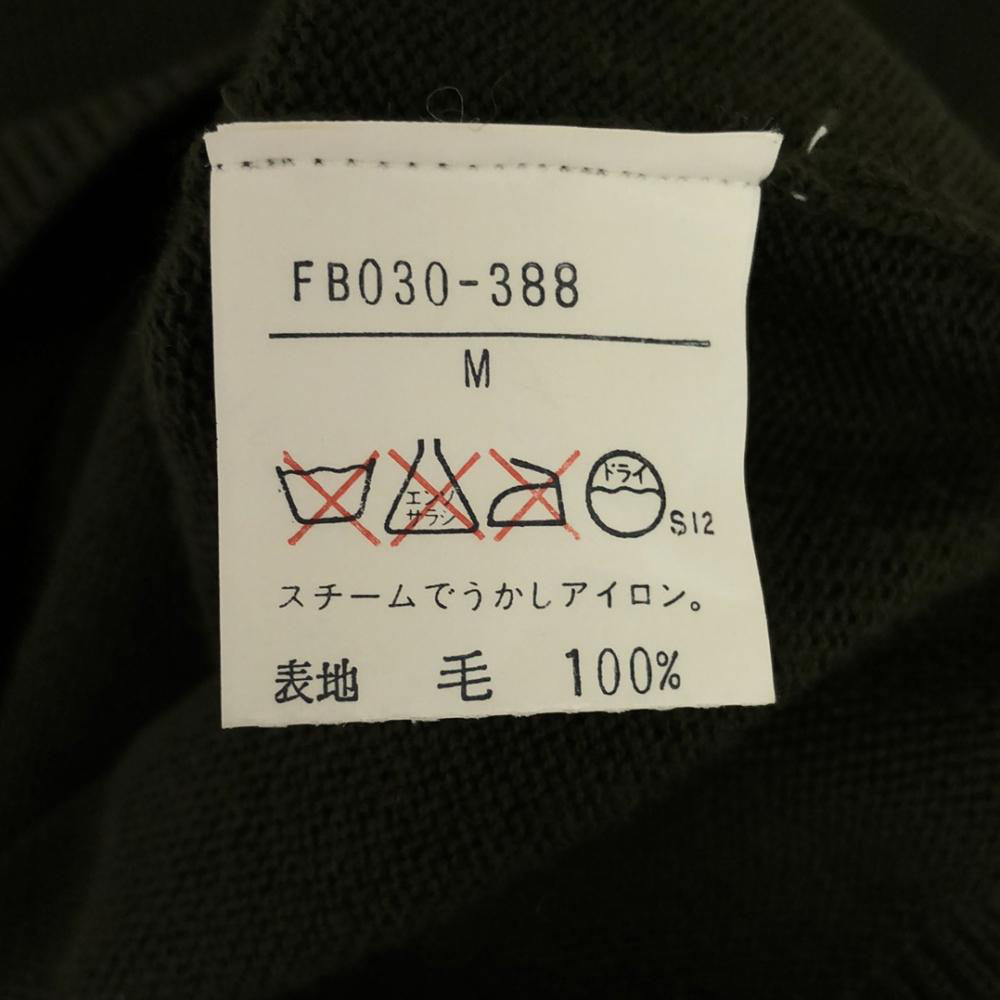 FB030-388
M
エンソ
サラシ
ドライ
S12
スチームでうかしアイロン。
表地 毛 100%